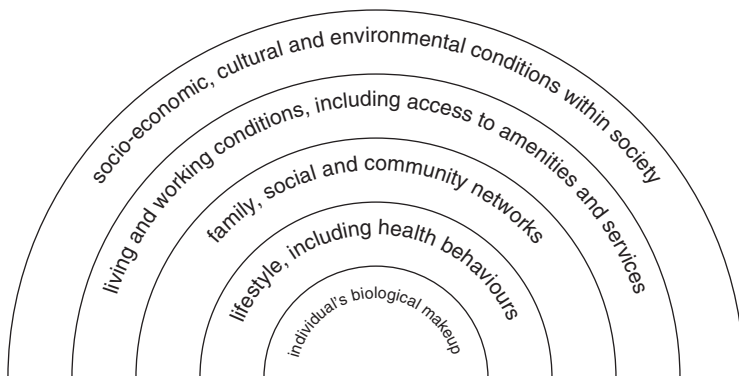 socio-economic, cultural and environmental conditions within society
living and working conditions, including access to amenities and services
family, social and community networks
lifestyle, including health behaviours
individual's biological makeup